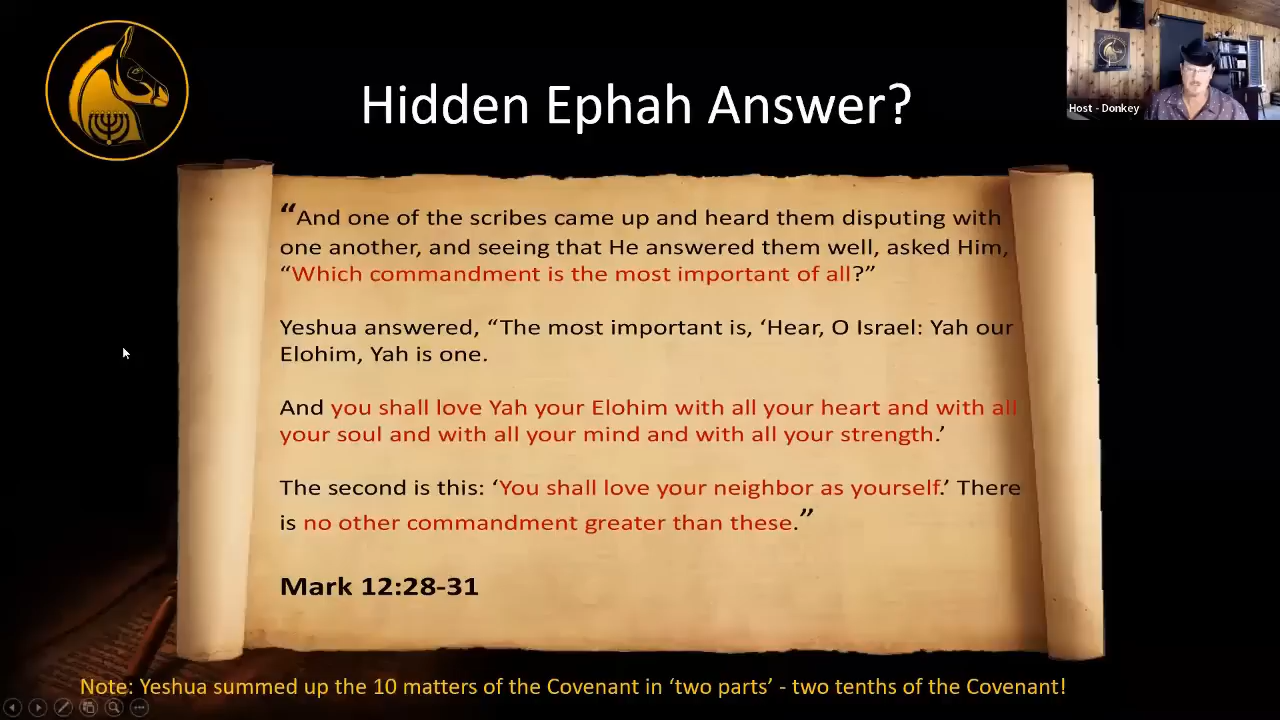 Hidden Ephah Answer?
Host - Donkey
“And one of the scribes came up and heard them disputing with
one another, and seeing that He answered them well, asked Him,
“Which commandment is the most important of all?”
Yeshua answered, “The most important is, ‘Hear, O Israel: Yah our
Elohim, Yah is one.
And you shall love Yah your Elohim with all your heart and with all
your soul and with all your mind and with all your strength.’
The second is this: ‘You shall love your neighbor as yourself.’ There
is no other commandment greater than these.”
Mark 12:28-31
Note: Yeshua summed up the 10 matters of the Covenant in ‘two parts’ - two tenths of the Covenant!